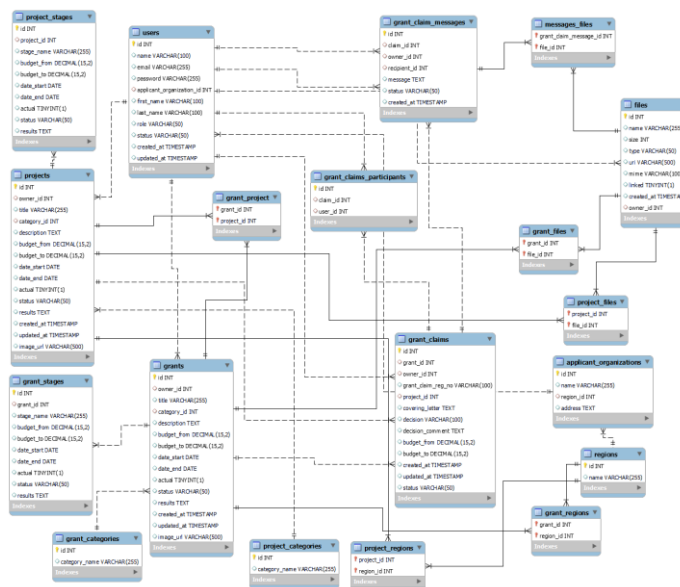 project_stages
id INT
project_id INT
stage_name VARCHAR(255)
budget_from DECIMAL(15,2)
budget_to DECIMAL(15,2)
date_start DATE
date_end DATE
actual TINYINT(1)
status VARCHAR(50)
results TEXT
Indexes
users
id INT
name VARCHAR(100)
email VARCHAR(255)
password VARCHAR(255)
applicant_organization_id INT
first_name VARCHAR(100)
last_name VARCHAR(100)
role VARCHAR(50)
status VARCHAR(50)
created_at TIMESTAMP
updated_at TIMESTAMP
Indexes
grant_claim_messages
id INT
claim_id INT
owner_id INT
recipient_id INT
message TEXT
status VARCHAR(50)
created_at TIMESTAMP
Indexes
messages_files
grant_claim_message_id INT
file_id INT
Indexes
files
id INT
name VARCHAR(255)
size INT
type VARCHAR(50)
url VARCHAR(500)
mime VARCHAR(100)
linked TINYINT(1)
created_at TIMESTAMP
owner_id INT
Indexes
projects
id INT
owner_id INT
title VARCHAR(255)
category_id INT
description TEXT
budget_from DECIMAL(15,2)
budget_to DECIMAL(15,2)
date_start DATE
date_end DATE
actual TINYINT(1)
status VARCHAR(50)
results TEXT
created_at TIMESTAMP
updated_at TIMESTAMP
image_url VARCHAR(500)
Indexes
grant_project
grant_id INT
project_id INT
Indexes
grant_claims_participants
id INT
claim_id INT
user_id INT
Indexes
grant_files
grant_id INT
file_id INT
Indexes
project_files
project_id INT
file_id INT
Indexes
grant_stages
id INT
grant_id INT
stage_name VARCHAR(255)
budget_from DECIMAL(15,2)
budget_to DECIMAL(15,2)
date_start DATE
date_end DATE
actual TINYINT(1)
status VARCHAR(50)
results TEXT
Indexes
grants
id INT
owner_id INT
title VARCHAR(255)
category_id INT
description TEXT
budget_from DECIMAL(15,2)
budget_to DECIMAL(15,2)
date_start DATE
date_end DATE
actual TINYINT(1)
status VARCHAR(50)
results TEXT
created_at TIMESTAMP
updated_at TIMESTAMP
image_url VARCHAR(500)
Indexes
grant_claims
id INT
grant_id INT
owner_id INT
grant_claim_reg_no VARCHAR(100)
project_id INT
covering_letter TEXT
decision VARCHAR(100)
decision_comment TEXT
budget_from DECIMAL(15,2)
budget_to DECIMAL(15,2)
created_at TIMESTAMP
updated_at TIMESTAMP
status VARCHAR(50)
Indexes
applicant_organizations
id INT
name VARCHAR(255)
region_id INT
address TEXT
Indexes
regions
id INT
name VARCHAR(255)
Indexes
grant_regions
grant_id INT
region_id INT
Indexes
grant_categories
id INT
category_name VARCHAR(255)
Indexes
project_categories
id INT
category_name VARCHAR(255)
Indexes
project_regions
project_id INT
region_id INT
Indexes